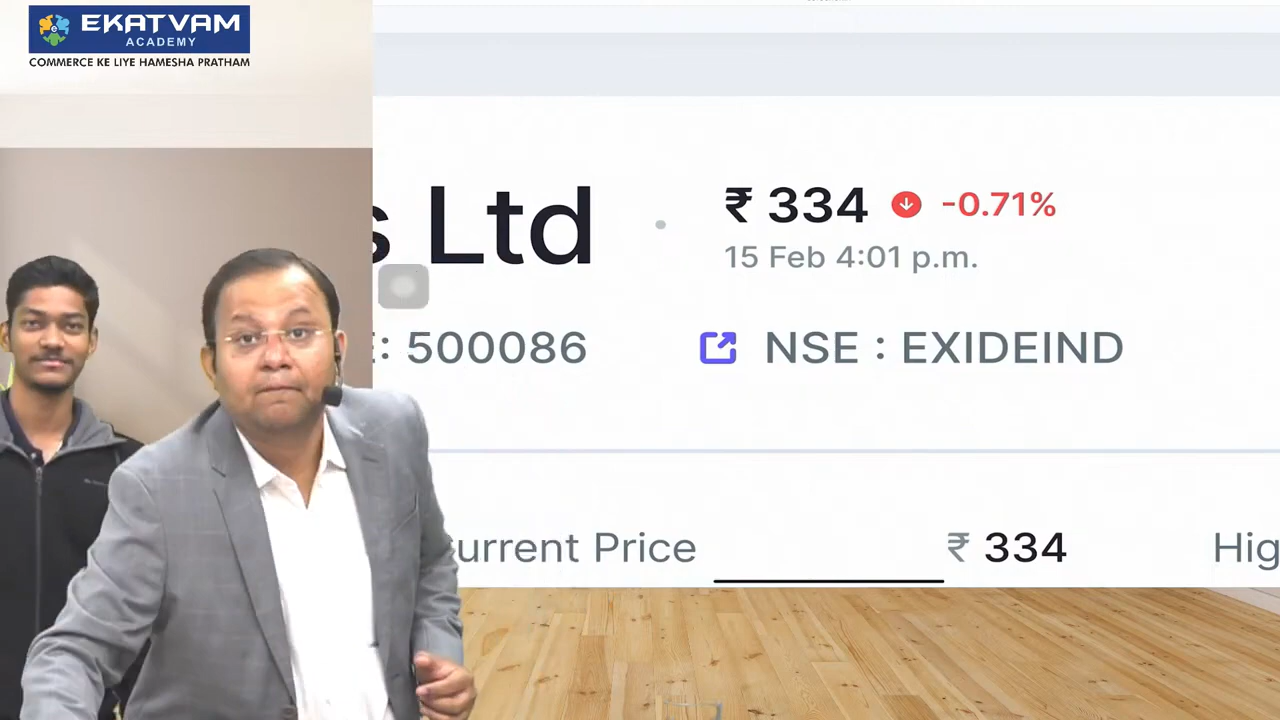 EKATVAM
ACADEMY
COMMERCE KE LIYE HAMESHA PRATHAM
s Ltd
₹ 334 -0.71%
15 Feb 4:01 p.m.
E: 500086
NSE : EXIDEIND
urrent Price
₹ 334
Hig